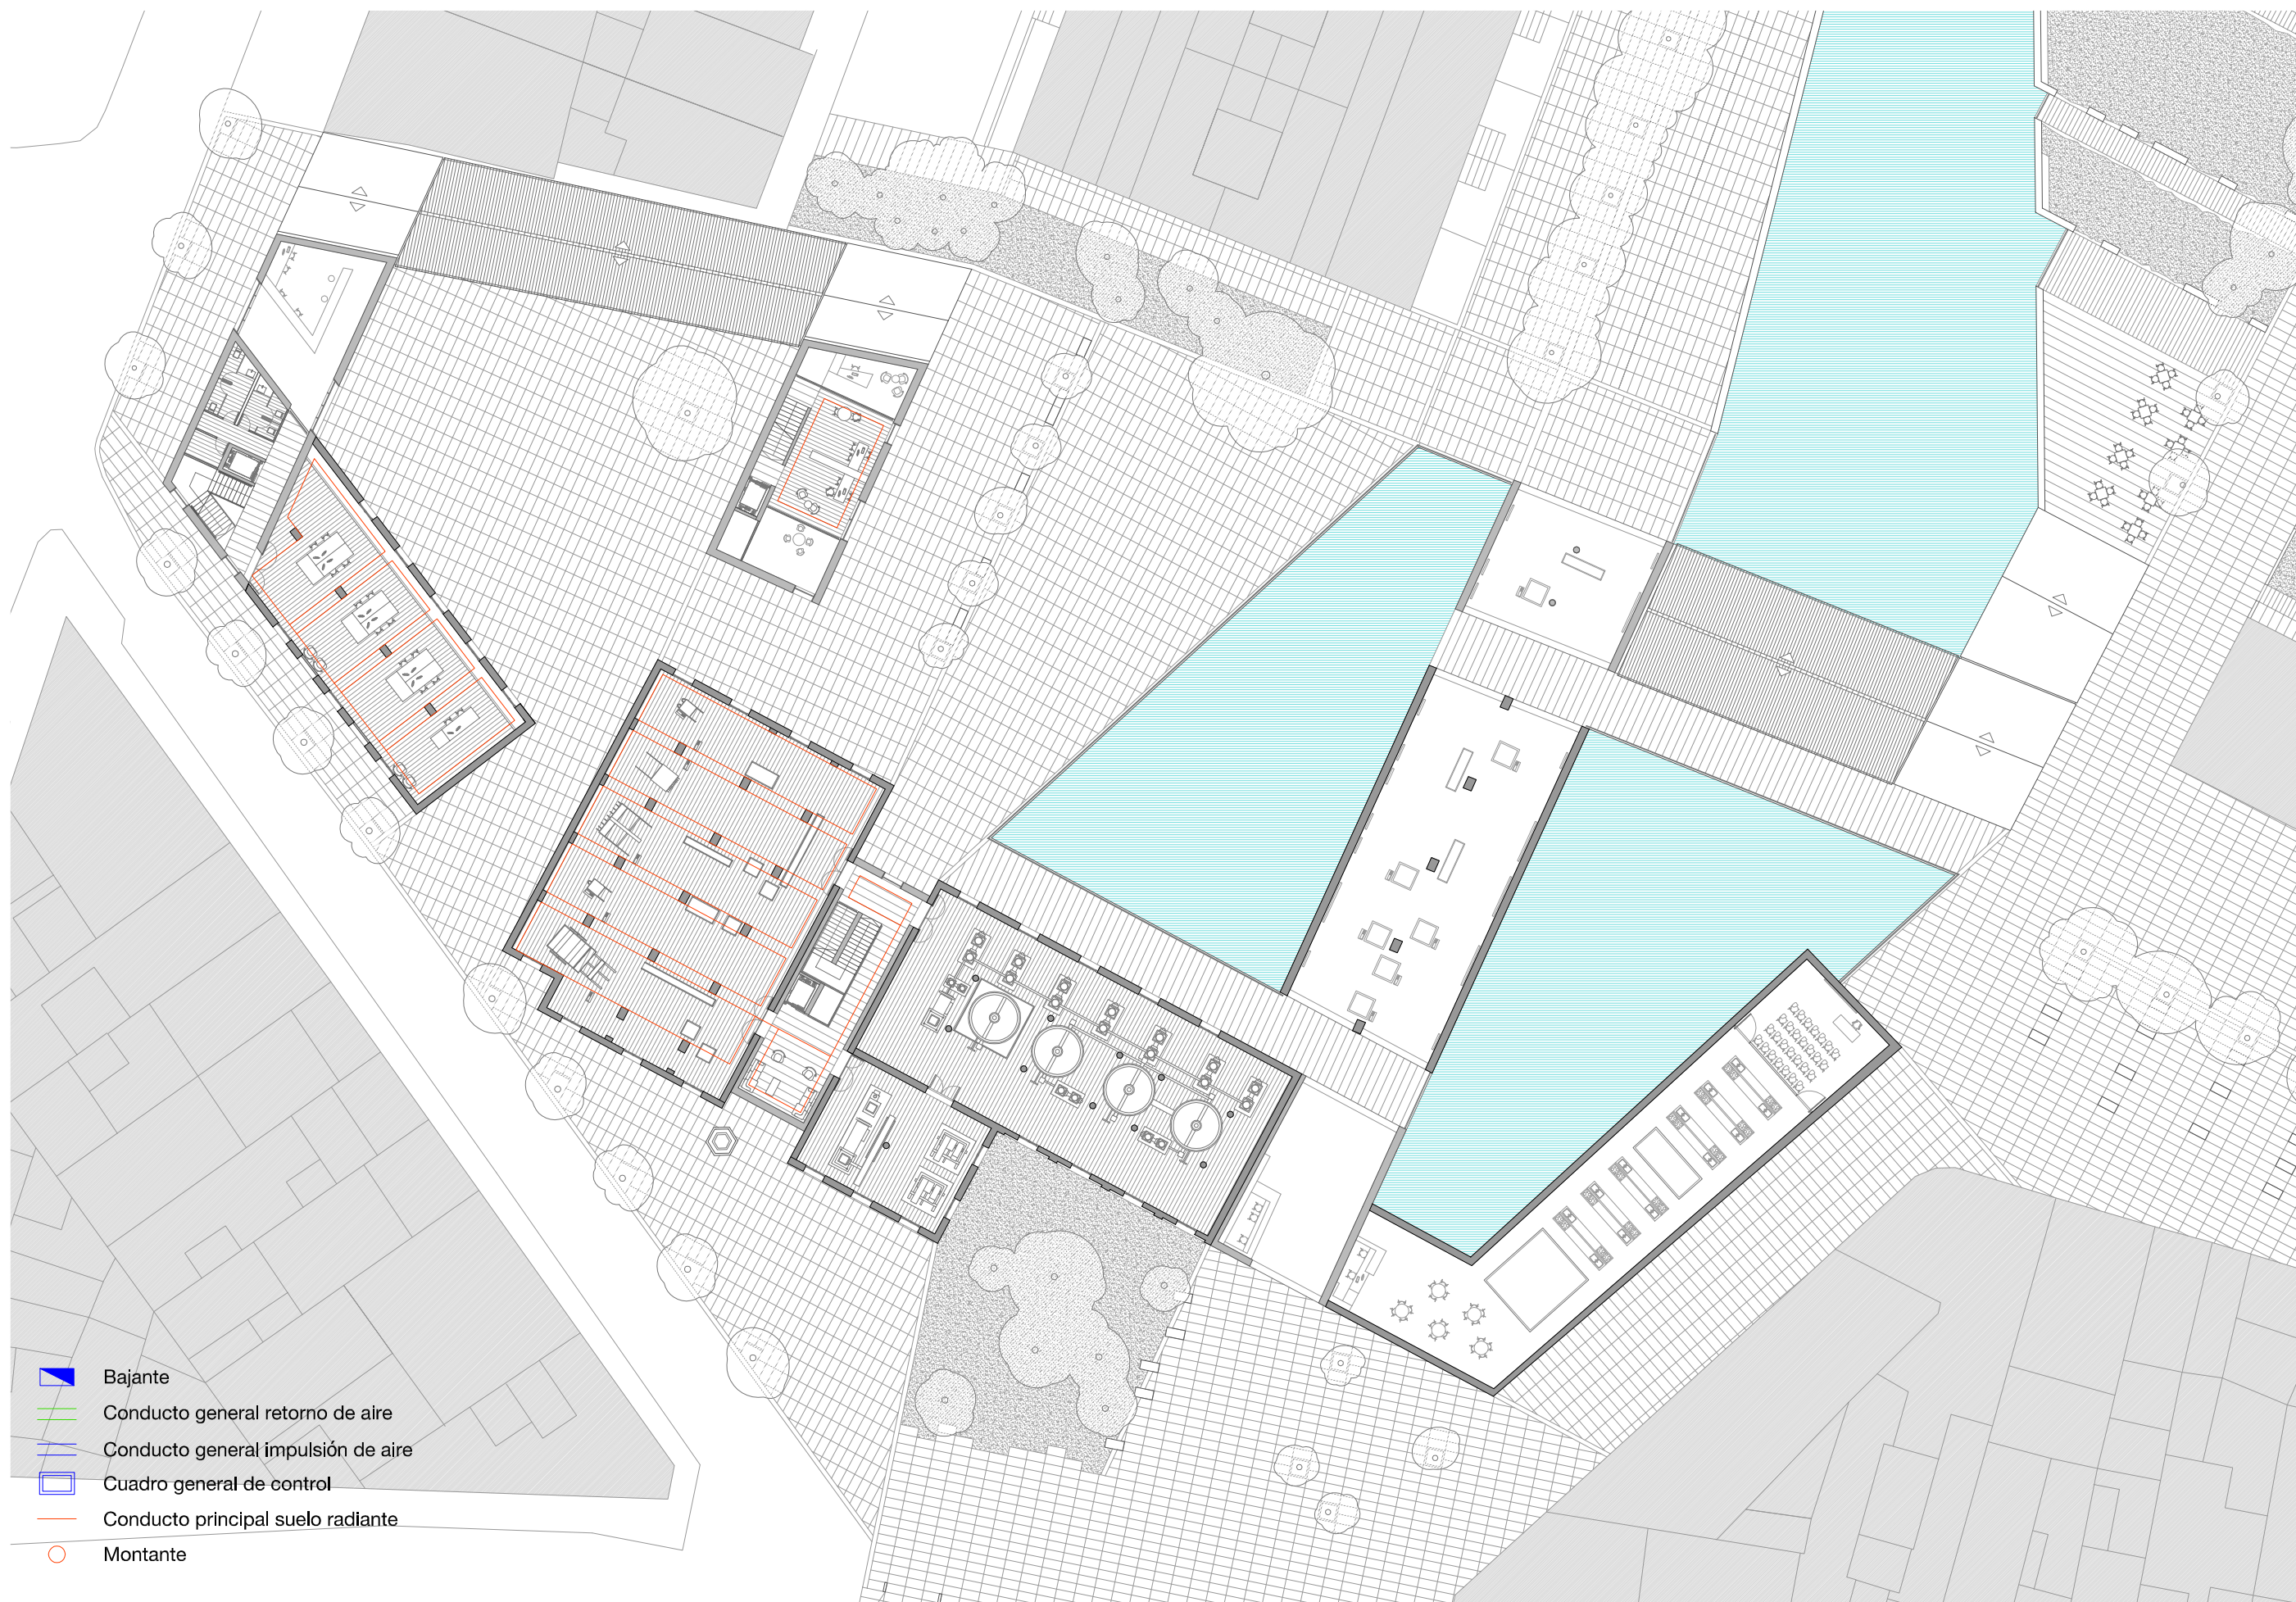 Bajante
Conducto general retorno de aire
Conducto general impulsión de aire
Cuadro general de control
Conducto principal suelo radiante
Montante